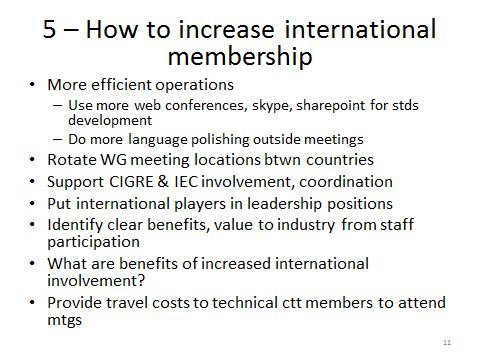 5 – How to increase international
membership
• More efficient operations
– Use more web conferences, skype, sharepoint for stds
development
– Do more language polishing outside meetings
• Rotate WG meeting locations btwn countries
• Support CIGRE & IEC involvement, coordination
• Put international players in leadership positions
• Identify clear benefits, value to industry from staff
participation
• What are benefits of increased international
involvement?
• Provide travel costs to technical ctt members to attend
mtgs
11